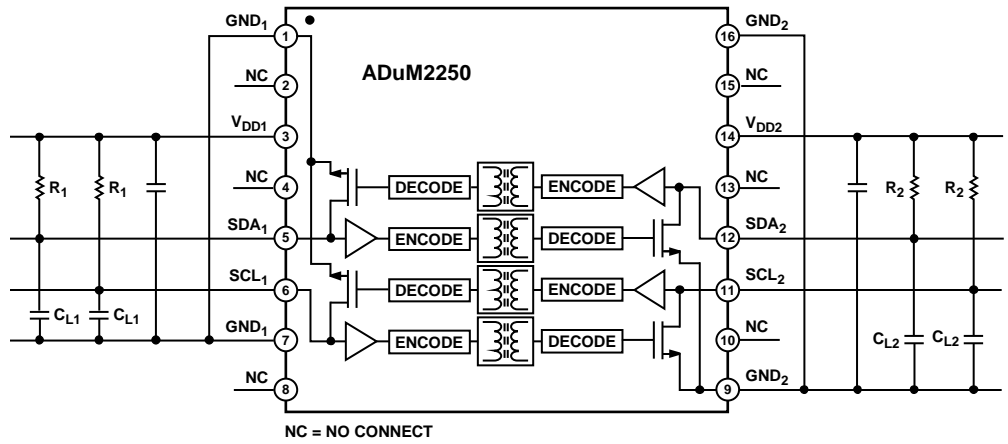 GND1
1
NC
2
VDD1
3
NC
4
SDA1
5
SCL1
6
GND1
7
NC
8
R1
R1
CL1
CL1
ADuM2250
DECODE
ENCODE
ENCODE
DECODE
DECODE
ENCODE
ENCODE
DECODE
GND2
16
NC
15
VDD2
14
NC
13
SDA2
12
SCL2
11
NC
10
GND2
9
R2
R2
CL2
CL2
NC = NO CONNECT